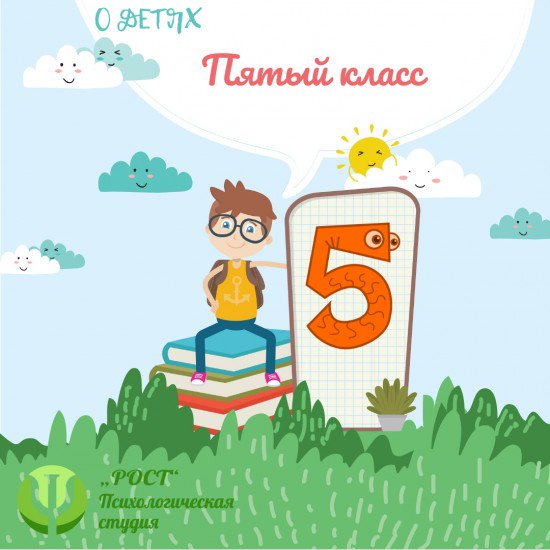 О ДЕТЯХ
Пятый класс
5
„РОСТ“
Психологическая
студия